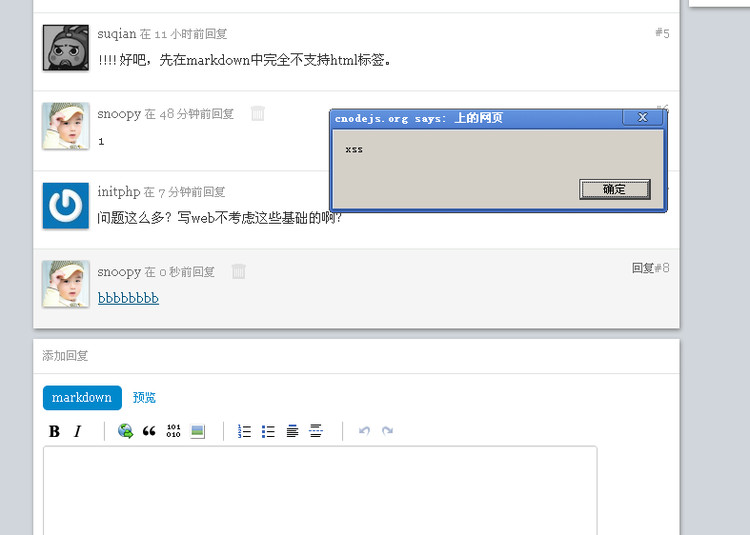 suqian 在 11 小时前回复 #5
!!!! 好吧，先在markdown中完全不支持html标签。
snoopy 在 48 分钟前回复
1
cnodejs.org says: 上的网页 X
xss
确定
initphp 在 7 分钟前回复
问题这么多？写web不考虑这些基础的啊？
snoopy 在 0 秒前回复 回复#8
bbbbbbbb
添加回复
markdown 预览
B I 101 010 1 2 3